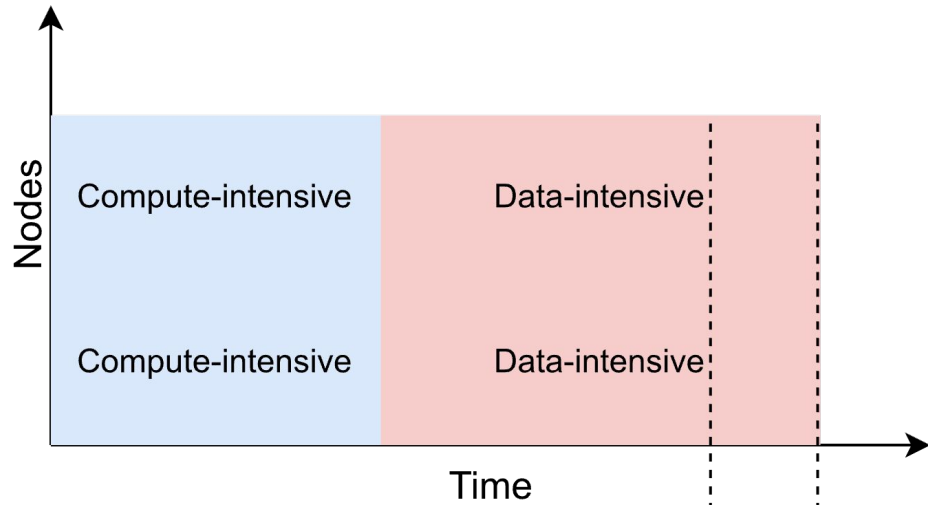 Nodes
Compute-intensive
Data-intensive
Compute-intensive
Data-intensive
Time